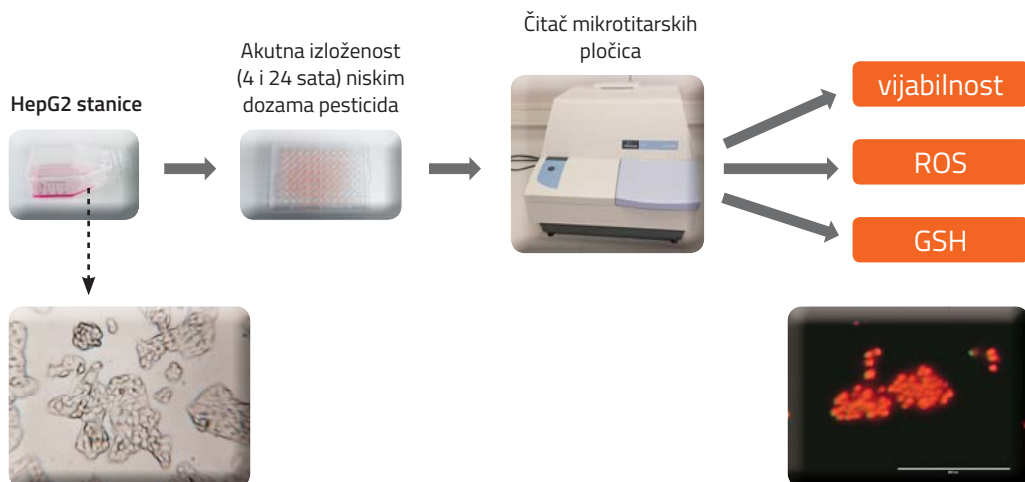 HepG2 stanice
Akutna izloženost
(4 i 24 sata) niskim
dozama pesticida
Čitač mikrotitarskih
pločica
vijabilnost
ROS
GSH